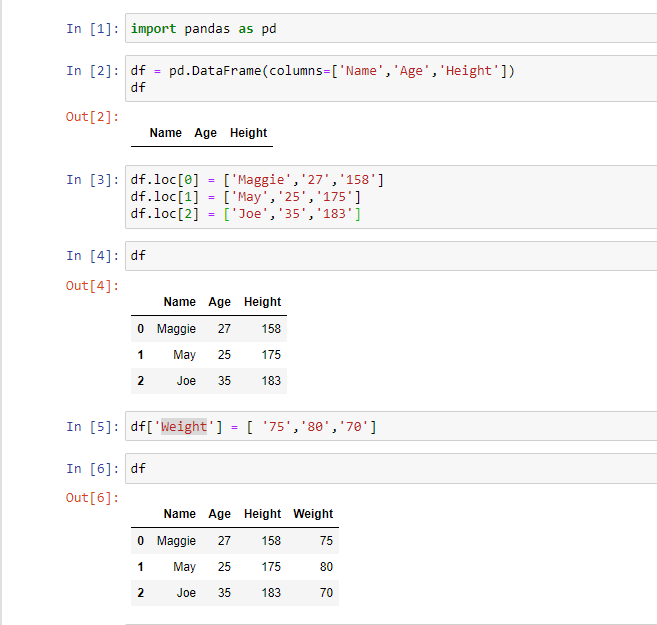 In [1]: import pandas as pd
In [2]: df = pd.DataFrame(columns=['Name','Age','Height'])
df
Out[2]:
Name Age Height
In [3]: df.loc[0] = ['Maggie','27','158']
df.loc[1] = ['May','25','175']
df.loc[2] = ['Joe','35','183']
In [4]: df
Out[4]:
Name Age Height
0 Maggie 27 158
1 May 25 175
2 Joe 35 183
In [5]: df['Weight'] = [ '75','80','70']
In [6]: df
Out[6]:
Name Age Height Weight
0 Maggie 27 158 75
1 May 25 175 80
2 Joe 35 183 70